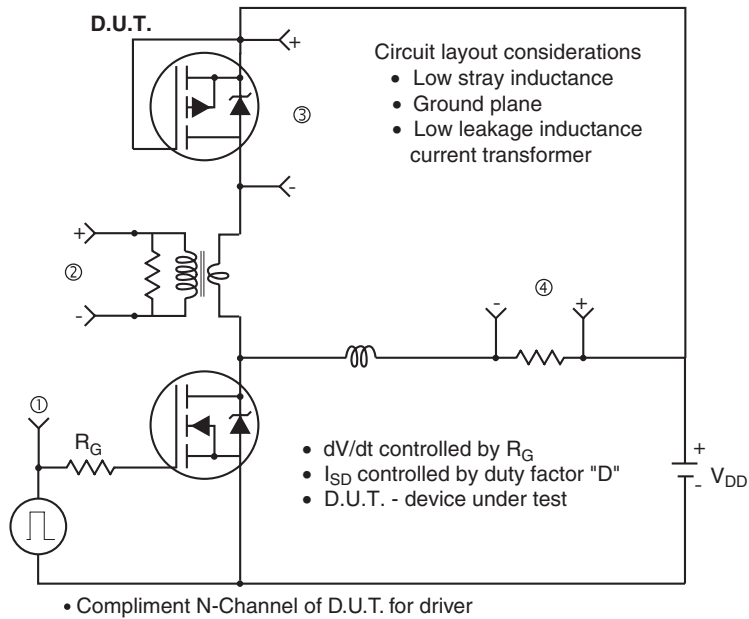 D.U.T.
+
Circuit layout considerations
• Low stray inductance
• Ground plane
• Low leakage inductance
current transformer
③
-
+
②
-
④
-
+
①
R_G
• dV/dt controlled by R_G
• I_SD controlled by duty factor "D"
• D.U.T. - device under test
+
V_DD
-
• Compliment N-Channel of D.U.T. for driver